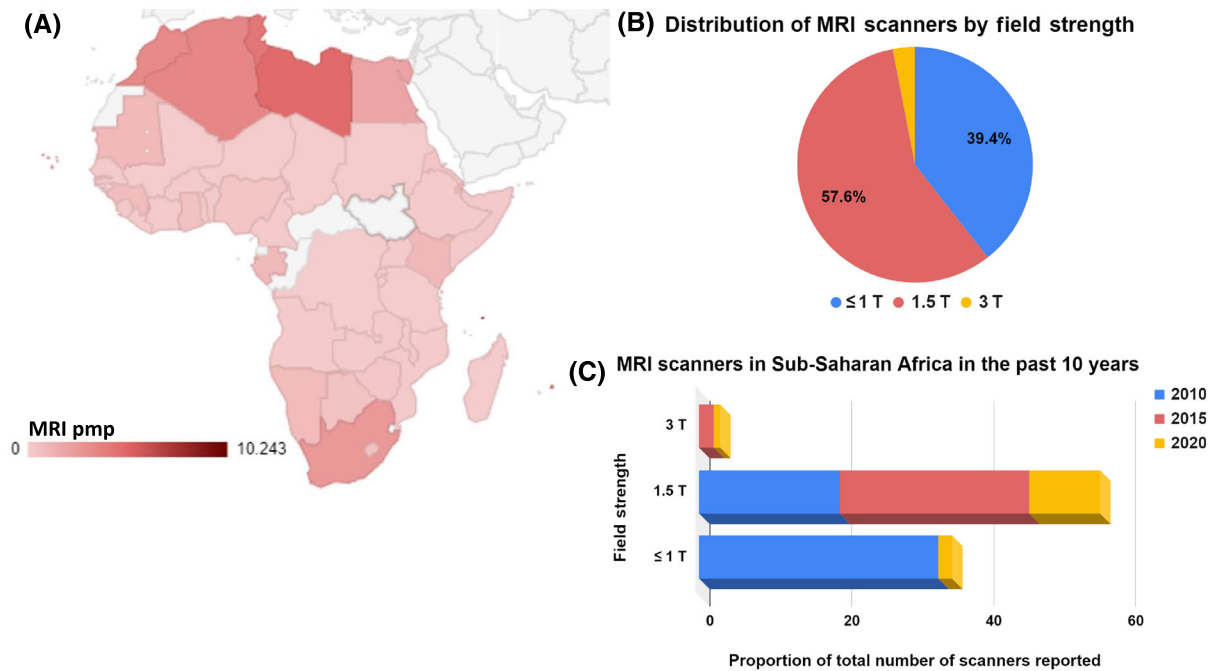 (A)
MRI pmp
0
10.243
(B) Distribution of MRI scanners by field strength
39.4%
57.6%
≤ 1 T
1.5 T
3 T
(C) MRI scanners in Sub-Saharan Africa in the past 10 years
2010
2015
2020
Field strength
3 T
1.5 T
≤ 1 T
0
20
40
60
Proportion of total number of scanners reported